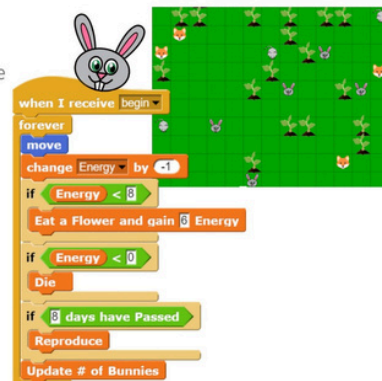 e
when I receive begin
forever
move
change Energy by -1
if Energy < 8
Eat a Flower and gain 6 Energy
if Energy < 0
Die
if 8 days have Passed
Reproduce
Update # of Bunnies